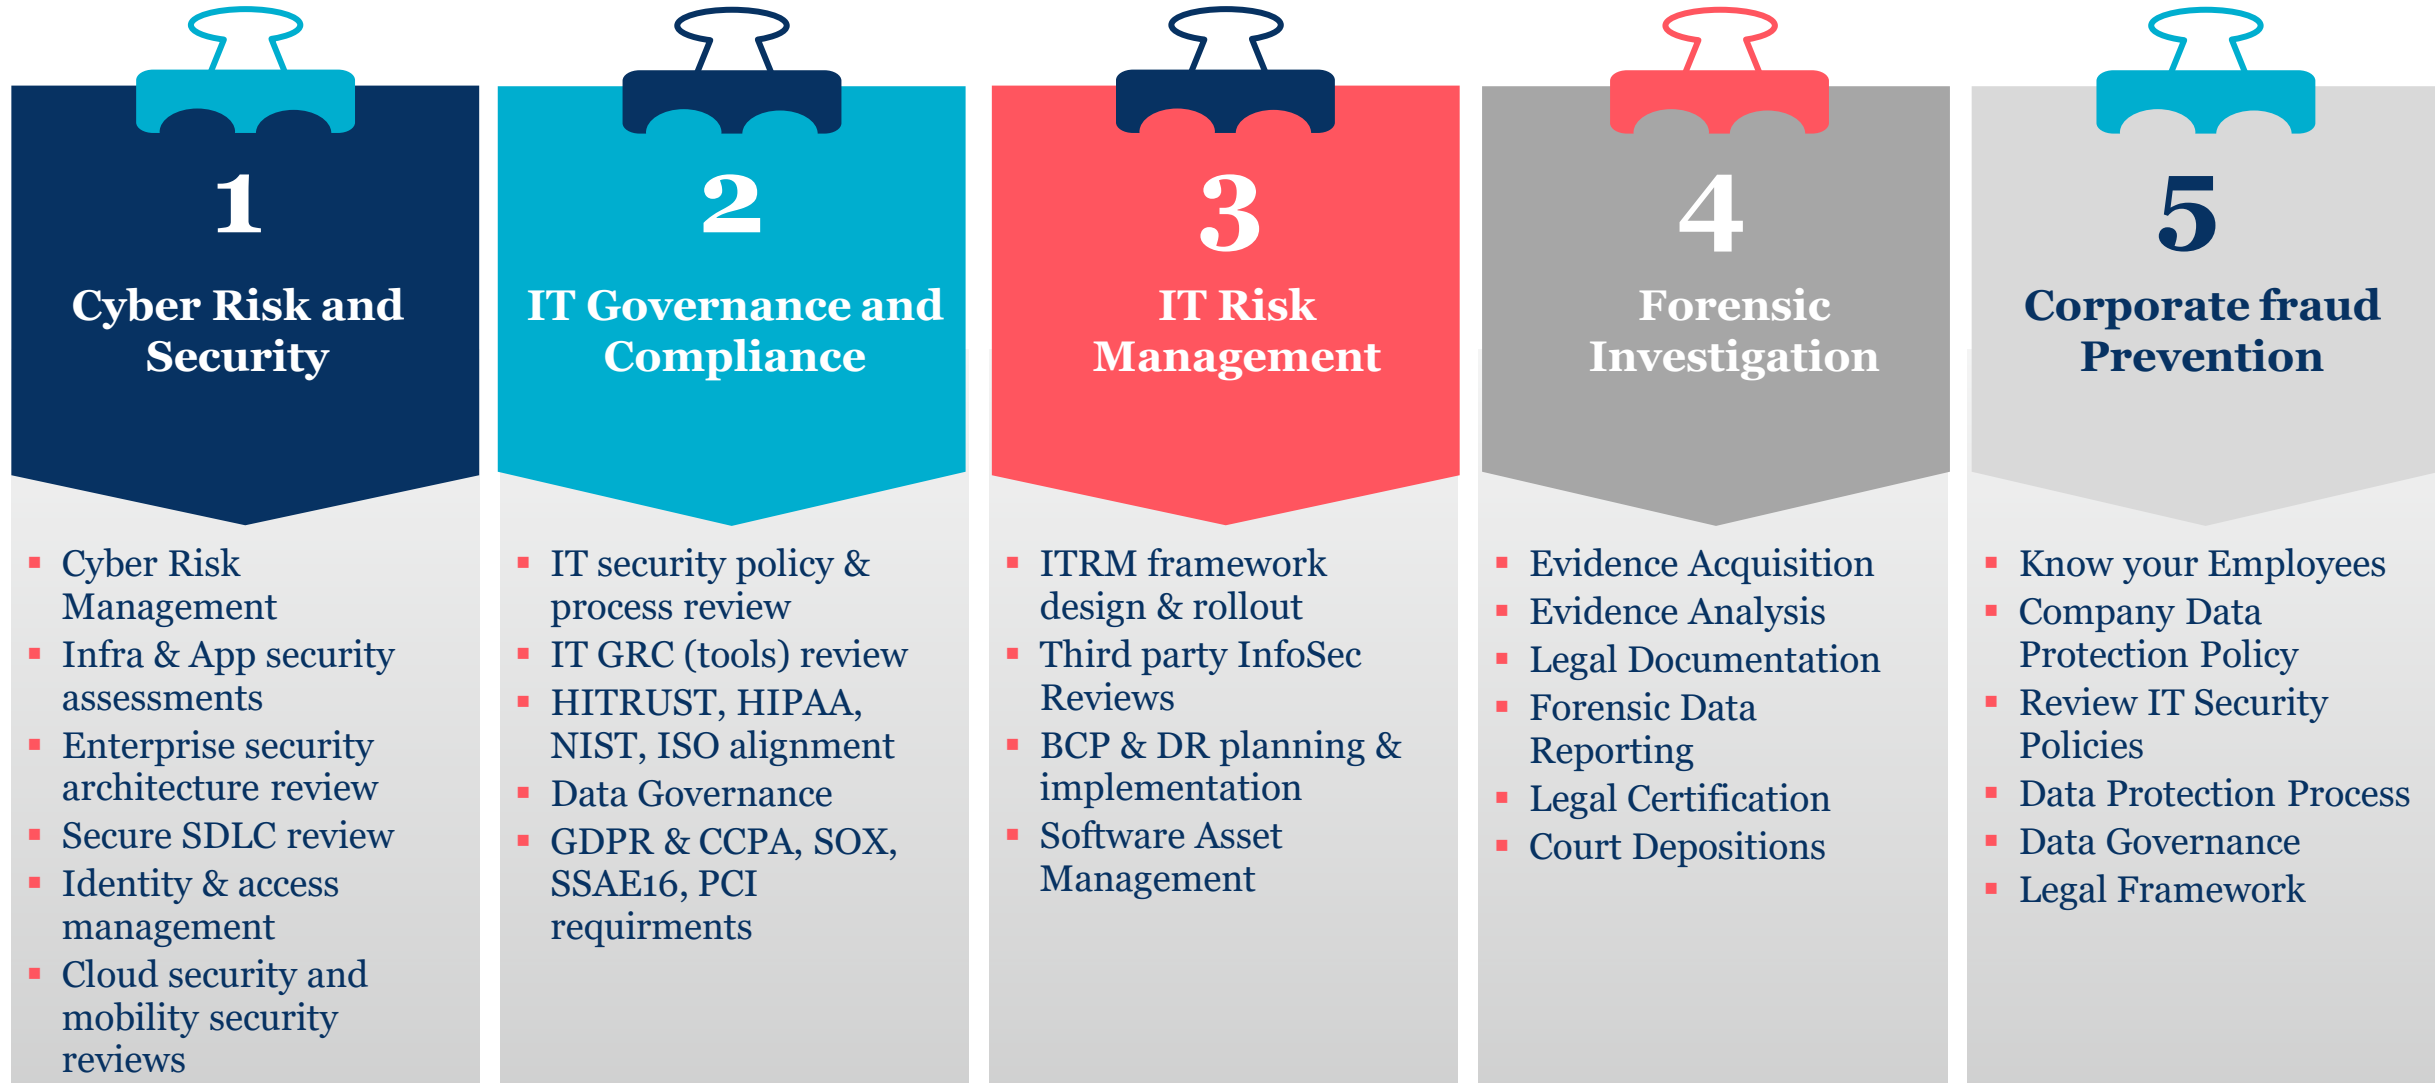 1
Cyber Risk and
Security
▪ Cyber Risk
Management
▪ Infra & App security
assessments
▪ Enterprise security
architecture review
▪ Secure SDLC review
▪ Identity & access
management
▪ Cloud security and
mobility security
reviews
2
IT Governance and
Compliance
▪ IT security policy &
process review
▪ IT GRC (tools) review
▪ HITRUST, HIPAA,
NIST, ISO alignment
▪ Data Governance
▪ GDPR & CCPA, SOX,
SSAE16, PCI
requirments
3
IT Risk
Management
▪ ITRM framework
design & rollout
▪ Third party InfoSec
Reviews
▪ BCP & DR planning &
implementation
▪ Software Asset
Management
4
Forensic
Investigation
▪ Evidence Acquisition
▪ Evidence Analysis
▪ Legal Documentation
▪ Forensic Data
Reporting
▪ Legal Certification
▪ Court Depositions
5
Corporate fraud
Prevention
▪ Know your Employees
▪ Company Data
Protection Policy
▪ Review IT Security
Policies
▪ Data Protection Process
▪ Data Governance
▪ Legal Framework